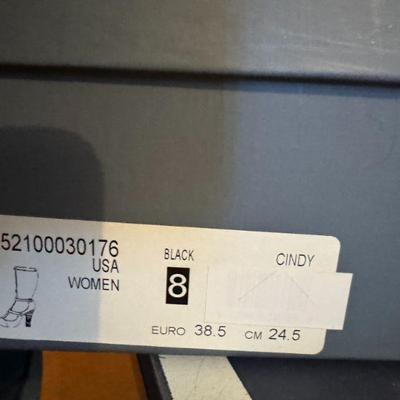 52100030176 BLACK CINDY
USA
WOMEN 8
EURO 38.5 CM 24.5